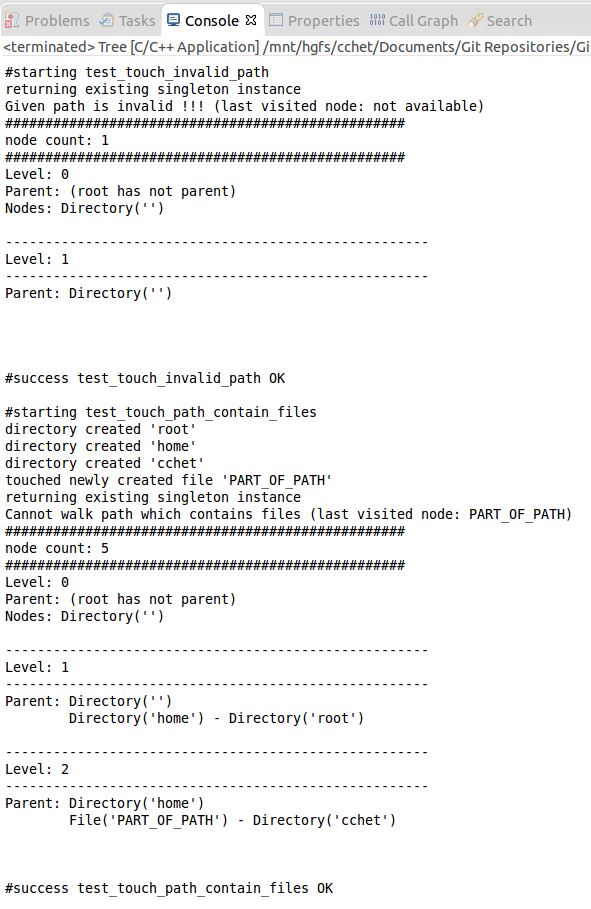 Problems Tasks Console Properties Call Graph Search
<terminated> Tree [C/C++ Application] /mnt/hgfs/cchet/Documents/Git Repositories/Gi
#starting test_touch_invalid_path
returning existing singleton instance
Given path is invalid !!! (last visited node: not available)
##################################################
node count: 1
##################################################
Level: 0
Parent: (root has not parent)
Nodes: Directory('')
-----------------------------------------------------
Level: 1
-----------------------------------------------------
Parent: Directory('')
#success test_touch_invalid_path OK
#starting test_touch_path_contain_files
directory created 'root'
directory created 'home'
directory created 'cchet'
touched newly created file 'PART_OF_PATH'
returning existing singleton instance
Cannot walk path which contains files (last visited node: PART_OF_PATH)
##################################################
node count: 5
##################################################
Level: 0
Parent: (root has not parent)
Nodes: Directory('')
-----------------------------------------------------
Level: 1
-----------------------------------------------------
Parent: Directory('')
Directory('home') - Directory('root')
-----------------------------------------------------
Level: 2
-----------------------------------------------------
Parent: Directory('home')
File('PART_OF_PATH') - Directory('cchet')
#success test_touch_path_contain_files OK